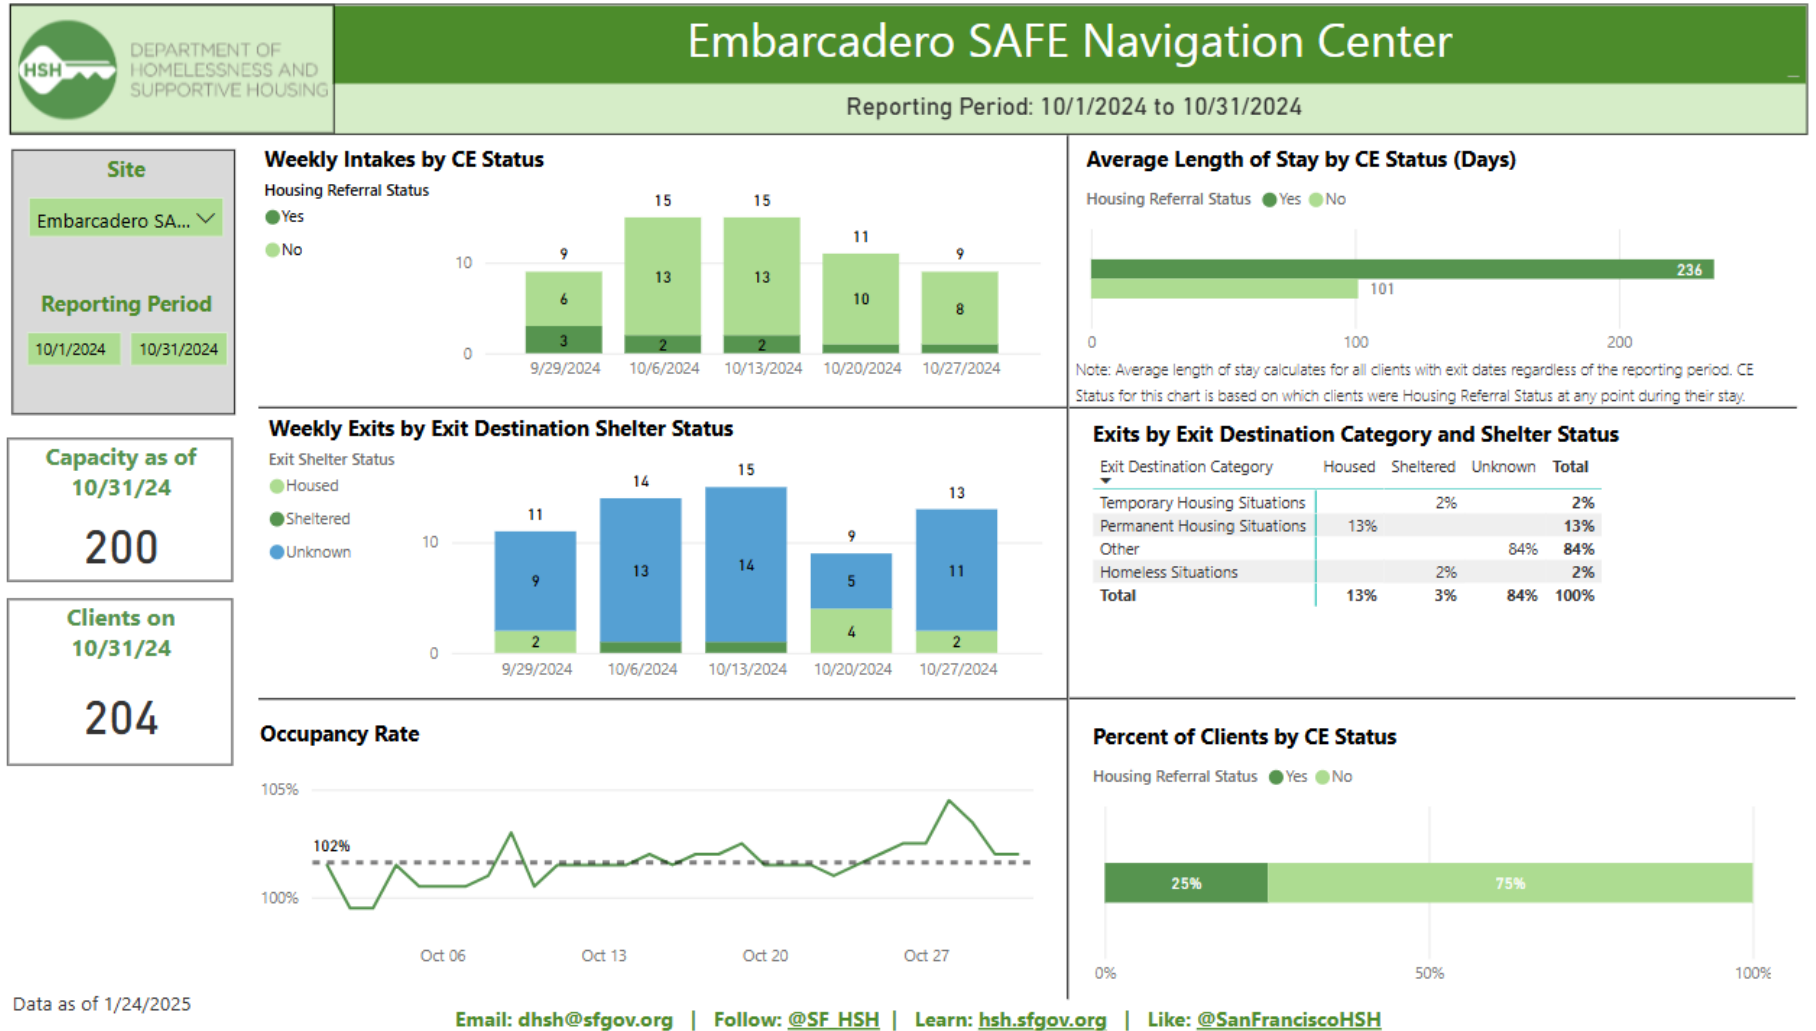 HSH
DEPARTMENT OF
HOMELESSNESS AND
SUPPORTIVE HOUSING
Embarcadero SAFE Navigation Center
Reporting Period: 10/1/2024 to 10/31/2024
Site
Embarcadero SA...
Reporting Period
10/1/2024 10/31/2024
Capacity as of
10/31/24
200
Clients on
10/31/24
204
Weekly Intakes by CE Status
Housing Referral Status
Yes
No
10
0
9 15 15 11 9
6 13 13 10 8
3 2 2
9/29/2024 10/6/2024 10/13/2024 10/20/2024 10/27/2024
Average Length of Stay by CE Status (Days)
Housing Referral Status Yes No
236
101
0 100 200
Note: Average length of stay calculates for all clients with exit dates regardless of the reporting period. CE
Status for this chart is based on which clients were Housing Referral Status at any point during their stay.
Weekly Exits by Exit Destination Shelter Status
Exit Shelter Status
Housed
Sheltered
Unknown
10
0
11 14 15 9 13
9 13 14 5 11
2 4 2
9/29/2024 10/6/2024 10/13/2024 10/20/2024 10/27/2024
Exits by Exit Destination Category and Shelter Status
Exit Destination Category Housed Sheltered Unknown Total
Temporary Housing Situations 2% 2%
Permanent Housing Situations 13% 13%
Other 84% 84%
Homeless Situations 2% 2%
Total 13% 3% 84% 100%
Occupancy Rate
105%
102%
100%
Oct 06 Oct 13 Oct 20 Oct 27
Percent of Clients by CE Status
Housing Referral Status Yes No
25% 75%
0% 50% 100%
Data as of 1/24/2025
Email: dhsh@sfgov.org | Follow: @SF_HSH | Learn: hsh.sfgov.org | Like: @SanFranciscoHSH